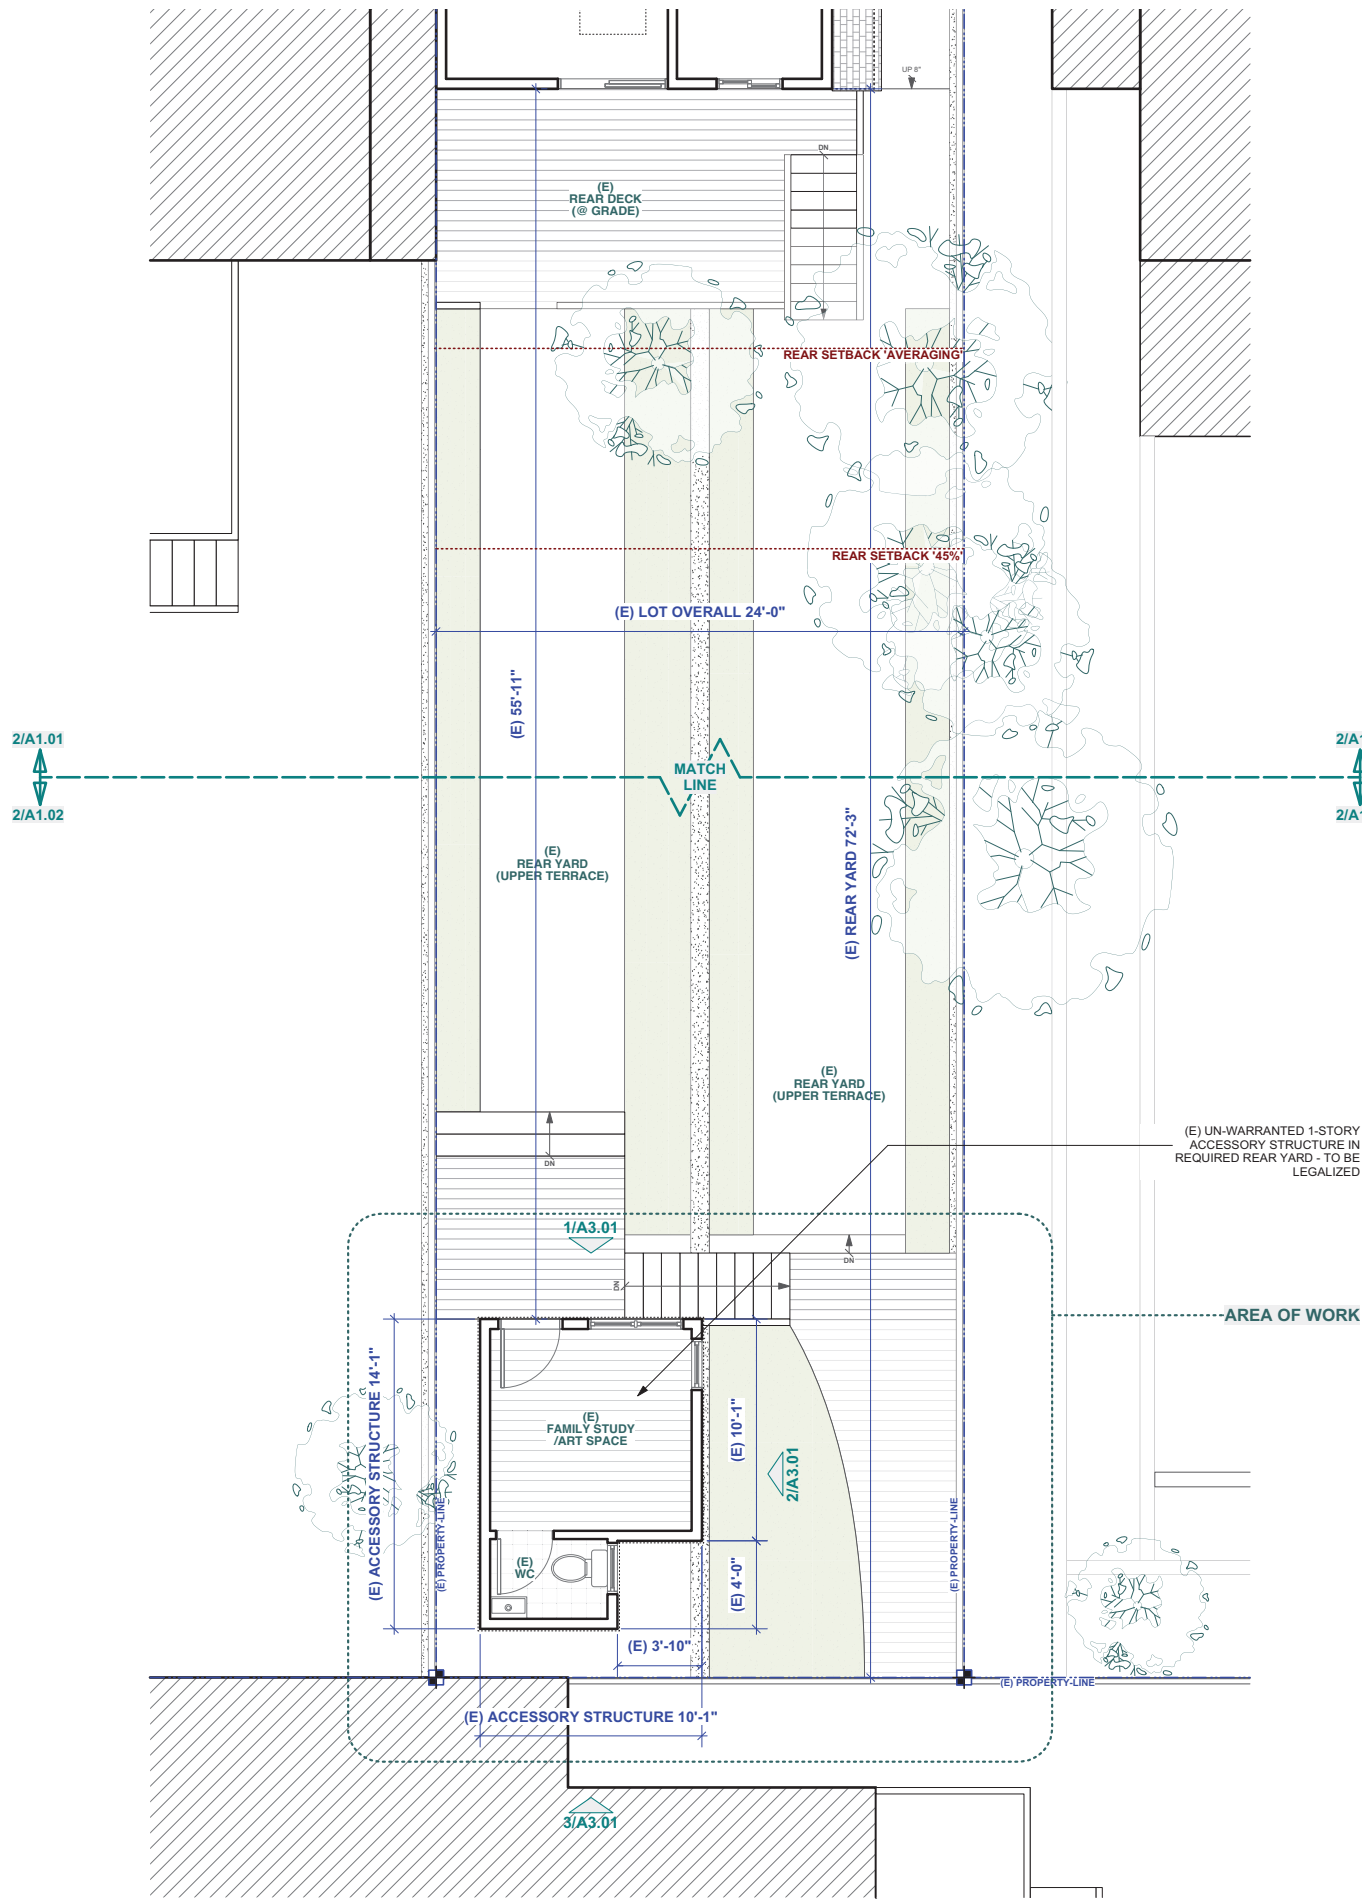 UP 8"
DN
(E)
REAR DECK
(@ GRADE)
REAR SETBACK 'AVERAGING'
REAR SETBACK '45%'
(E) LOT OVERALL 24'-0"
(E) 55'-11"
2/A1.01
2/A1
MATCH
LINE
2/A1.02
2/A1
(E) REAR YARD 72'-3"
(E)
REAR YARD
(UPPER TERRACE)
(E)
REAR YARD
(UPPER TERRACE)
(E) UN-WARRANTED 1-STORY
ACCESSORY STRUCTURE IN
REQUIRED REAR YARD - TO BE
LEGALIZED
DN
1/A3.01
DN
DN
AREA OF WORK
(E) ACCESSORY STRUCTURE 14'-1"
(E)
FAMILY STUDY
/ART SPACE
(E) 10'-1"
2/A3.01
(E) PROPERTY-LINE
(E) PROPERTY-LINE
(E)
WC
(E) 4'-0"
(E) 3'-10"
(E) PROPERTY-LINE
(E) ACCESSORY STRUCTURE 10'-1"
3/A3.01